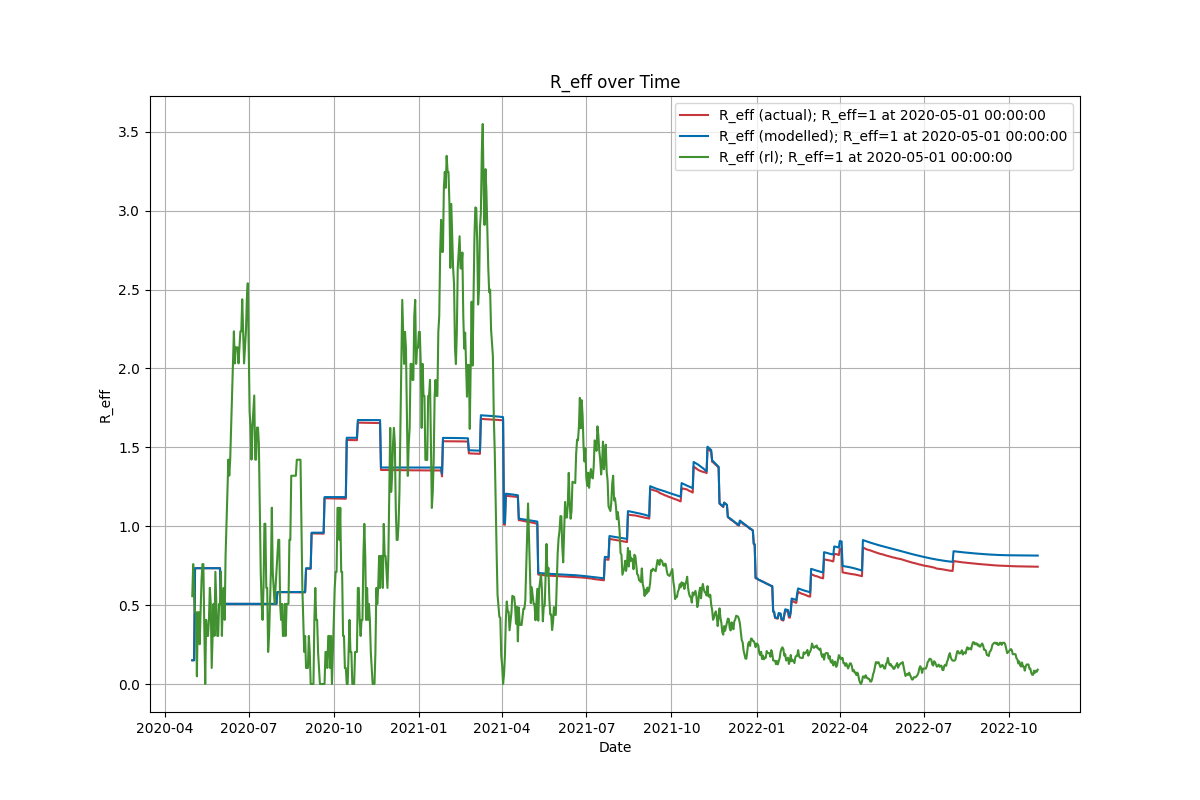 R_eff over Time
R_eff (actual); R_eff=1 at 2020-05-01 00:00:00
R_eff (modelled); R_eff=1 at 2020-05-01 00:00:00
R_eff (rl); R_eff=1 at 2020-05-01 00:00:00
3.5
3.0
2.5
2.0
1.5
1.0
0.5
0.0
R_eff
2020-04 2020-07 2020-10 2021-01 2021-04 2021-07 2021-10 2022-01 2022-04 2022-07 2022-10
Date